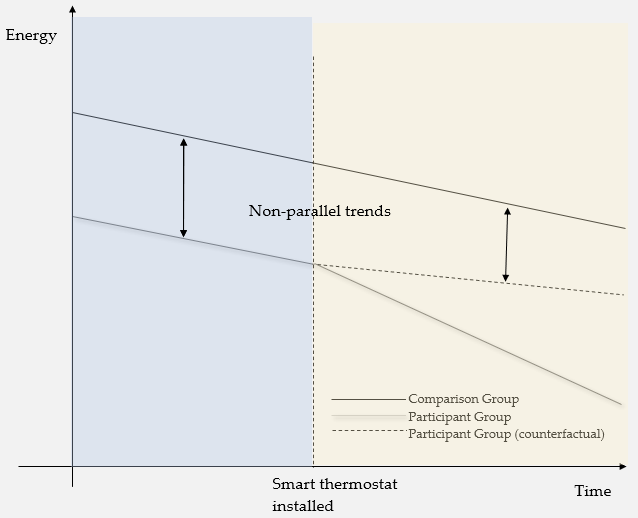 Energy
Non-parallel trends
Comparison Group
Participant Group
Participant Group (counterfactual)
Smart thermostat
installed
Time